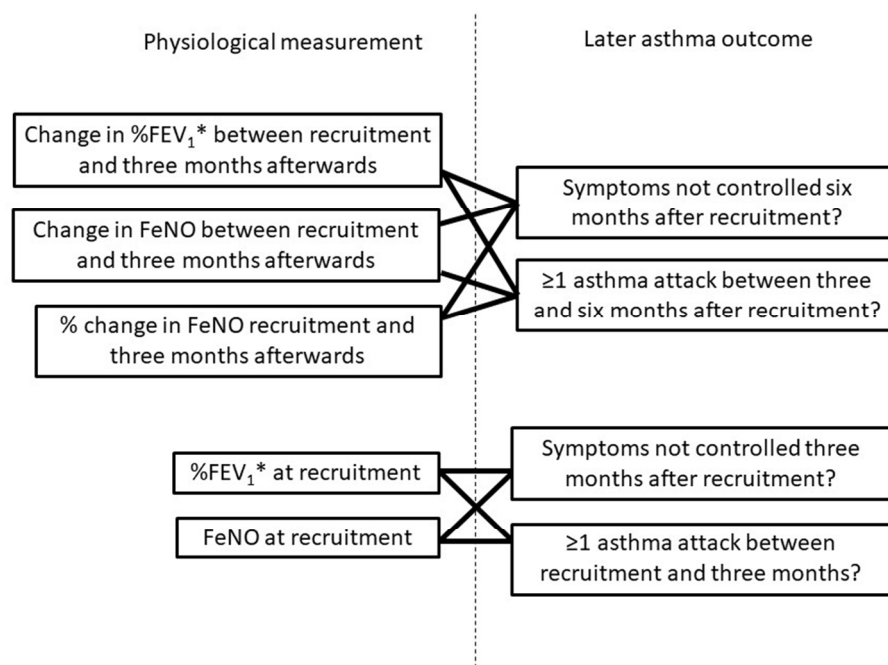 Physiological measurement
Later asthma outcome
Change in %FEV₁* between recruitment
and three months afterwards
Change in FeNO between recruitment
and three months afterwards
% change in FeNO recruitment and
three months afterwards
Symptoms not controlled six
months after recruitment?
≥1 asthma attack between three
and six months after recruitment?
%FEV₁* at recruitment
FeNO at recruitment
Symptoms not controlled three
months after recruitment?
≥1 asthma attack between
recruitment and three months?